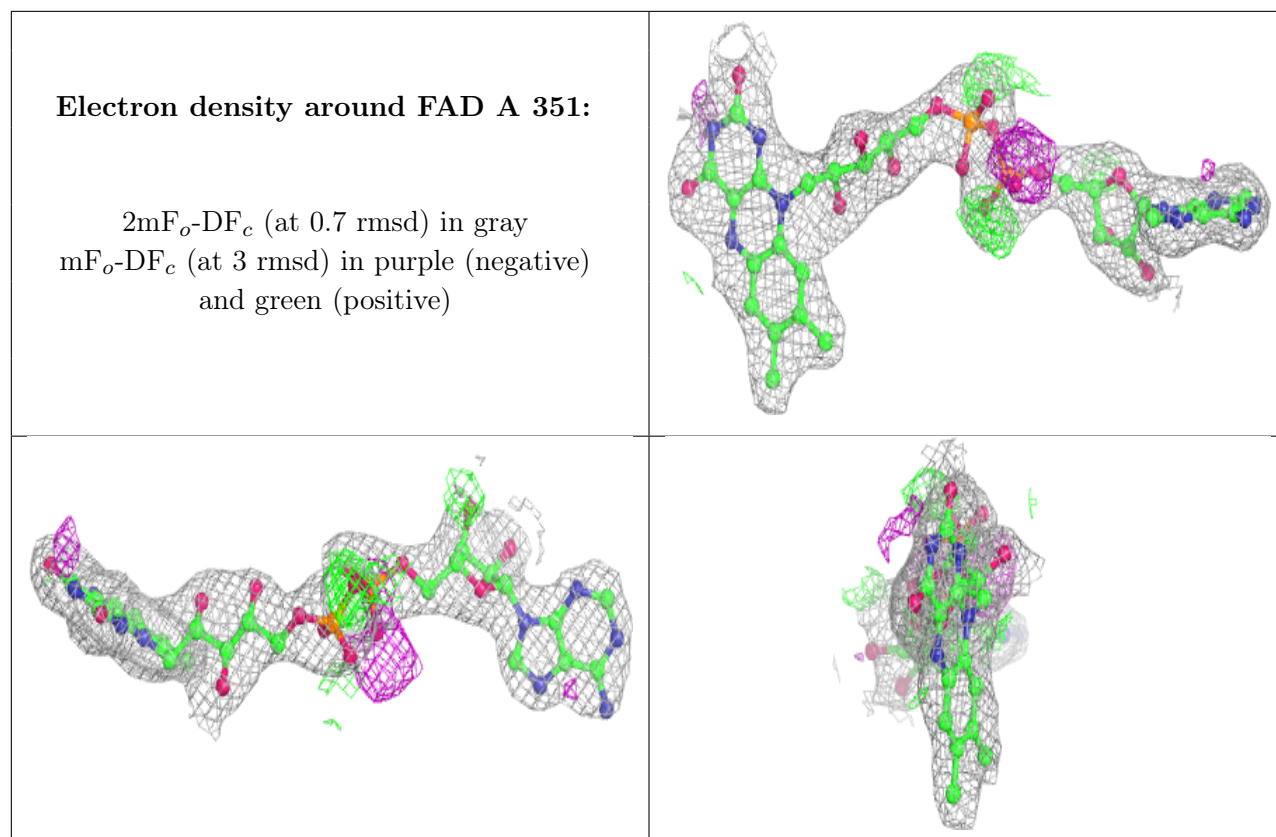 Electron density around FAD A 351:
2mFo-DFc (at 0.7 rmsd) in gray
mFo-DFc (at 3 rmsd) in purple (negative)
and green (positive)